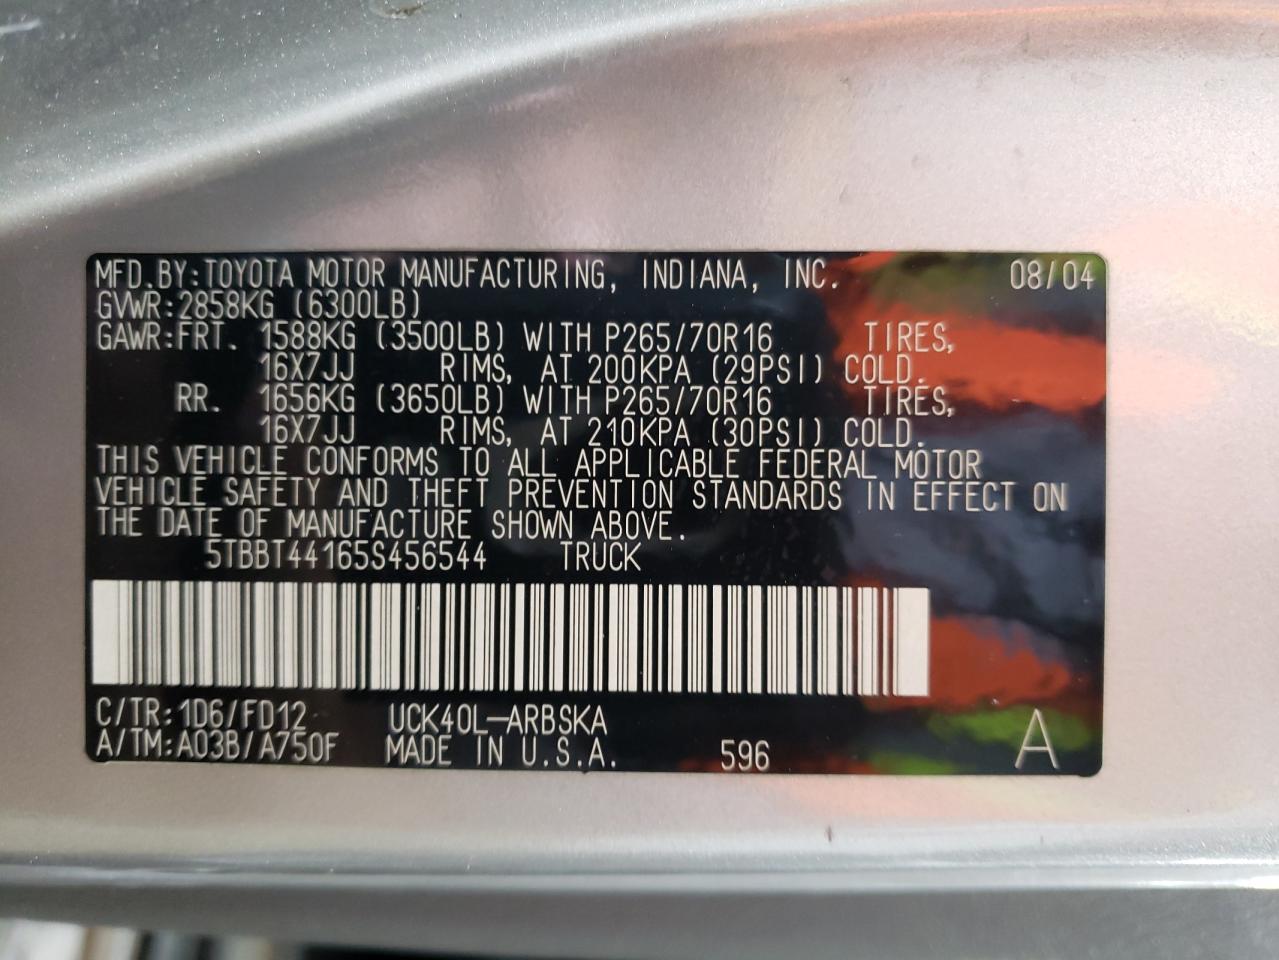 MFD.BY:TOYOTA MOTOR MANUFACTURING, INDIANA, INC. 08/04
GVWR:2858KG (6300LB)
GAWR:FRT. 1588KG (3500LB) WITH P265/70R16 TIRES,
16X7JJ RIMS, AT 200KPA (29PSI) COLD.
RR. 1656KG (3650LB) WITH P265/70R16 TIRES,
16X7JJ RIMS, AT 210KPA (30PSI) COLD.
THIS VEHICLE CONFORMS TO ALL APPLICABLE FEDERAL MOTOR
VEHICLE SAFETY AND THEFT PREVENTION STANDARDS IN EFFECT ON
THE DATE OF MANUFACTURE SHOWN ABOVE.
5TBBT44165S456544 TRUCK
C/TR:1D6/FD12 UCK40L-ARBSKA
A/TM:A03B/A750F MADE IN U.S.A. 596 A